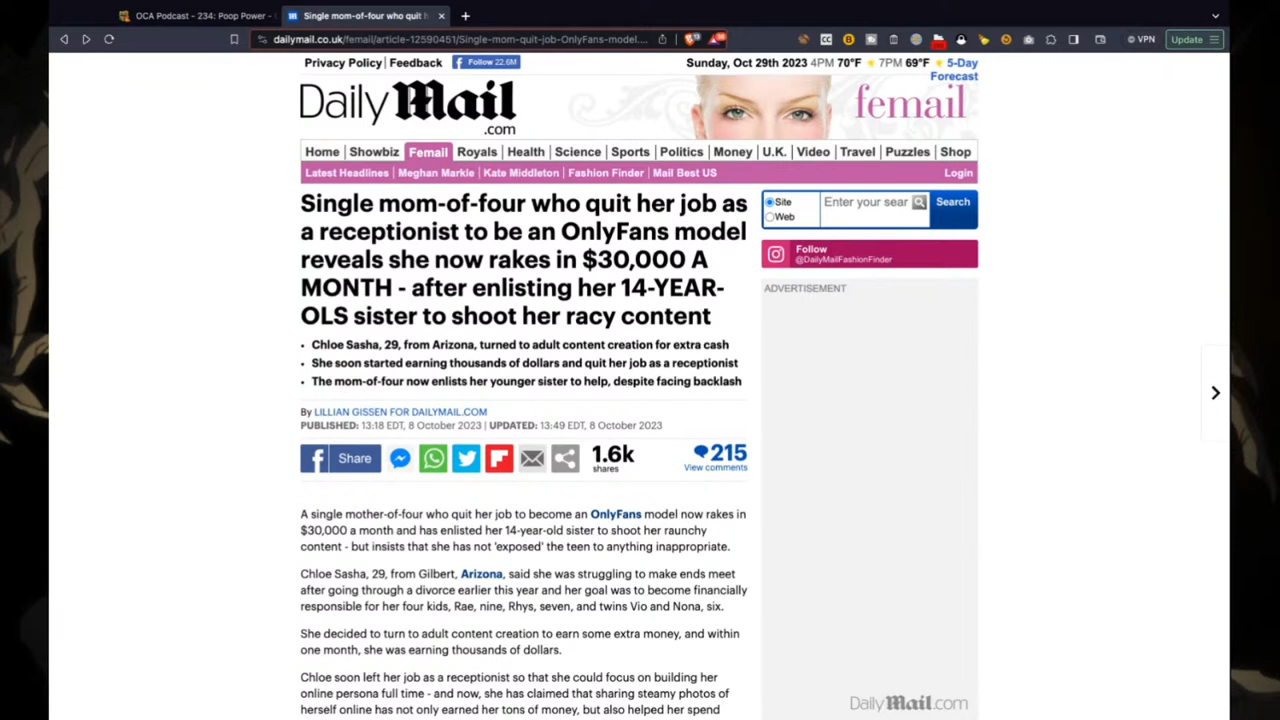 OCA Podcast - 234: Poop Power -
Single mom-of-four who quit h
dailymail.co.uk/femail/article-12590451/Single-mom-quit-job-OnlyFans-model....
VPN
Update
Privacy Policy | Feedback
Follow 22.6M
Sunday, Oct 29th 2023 4PM 70°F 7PM 69°F 5-Day Forecast
Daily Mail
.com
femail
Home Showbiz Femail Royals Health Science Sports Politics Money U.K. Video Travel Puzzles Shop
Latest Headlines Meghan Markle Kate Middleton Fashion Finder Mail Best US Login
Single mom-of-four who quit her job as
a receptionist to be an OnlyFans model
reveals she now rakes in $30,000 A
MONTH - after enlisting her 14-YEAR-
OLS sister to shoot her racy content
• Chloe Sasha, 29, from Arizona, turned to adult content creation for extra cash
• She soon started earning thousands of dollars and quit her job as a receptionist
• The mom-of-four now enlists her younger sister to help, despite facing backlash
By LILLIAN GISSEN FOR DAILYMAIL.COM
PUBLISHED: 13:18 EDT, 8 October 2023 | UPDATED: 13:49 EDT, 8 October 2023
Share
1.6k
shares
215
View comments
A single mother-of-four who quit her job to become an OnlyFans model now rakes in
$30,000 a month and has enlisted her 14-year-old sister to shoot her raunchy
content - but insists that she has not 'exposed' the teen to anything inappropriate.
Chloe Sasha, 29, from Gilbert, Arizona, said she was struggling to make ends meet
after going through a divorce earlier this year and her goal was to become financially
responsible for her four kids, Rae, nine, Rhys, seven, and twins Vio and Nona, six.
She decided to turn to adult content creation to earn some extra money, and within
one month, she was earning thousands of dollars.
Chloe soon left her job as a receptionist so that she could focus on building her
online persona full time - and now, she has claimed that sharing steamy photos of
herself online has not only earned her tons of money, but also helped her spend
Site
Web
Enter your sear
Search
Follow
@DailyMailFashionFinder
ADVERTISEMENT
Daily Mail.com